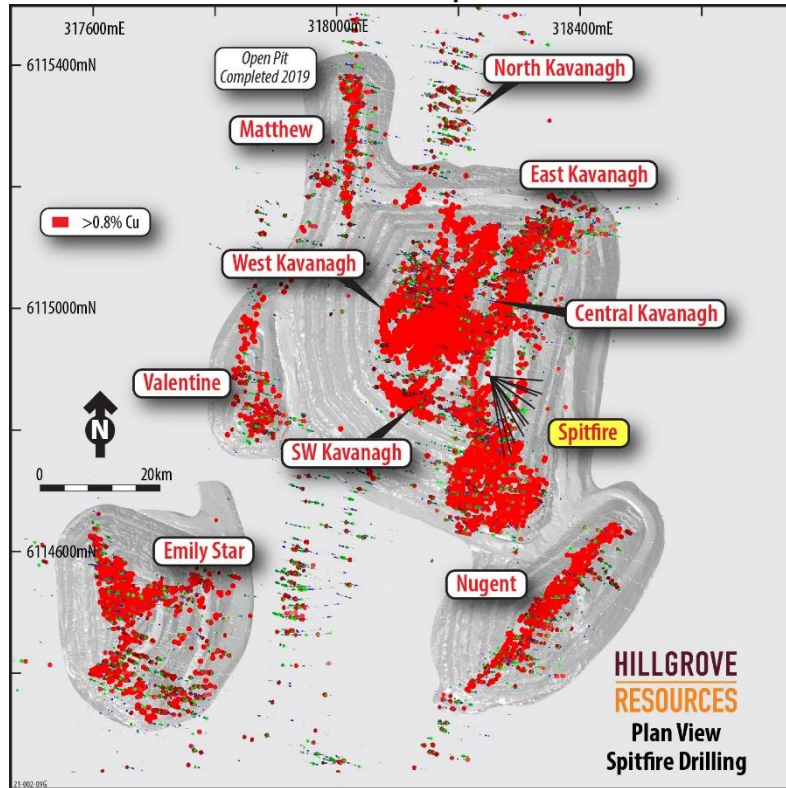 317600mE
318000mE
318400mE
6115400mN
Open Pit
Completed 2019
North Kavanagh
Matthew
East Kavanagh
>0.8% Cu
West Kavanagh
6115000mN
Central Kavanagh
Valentine
N
SW Kavanagh
Spitfire
0
20km
6114600mN
Emily Star
Nugent
HILLGROVE
RESOURCES
Plan View
Spitfire Drilling
21-002-09G